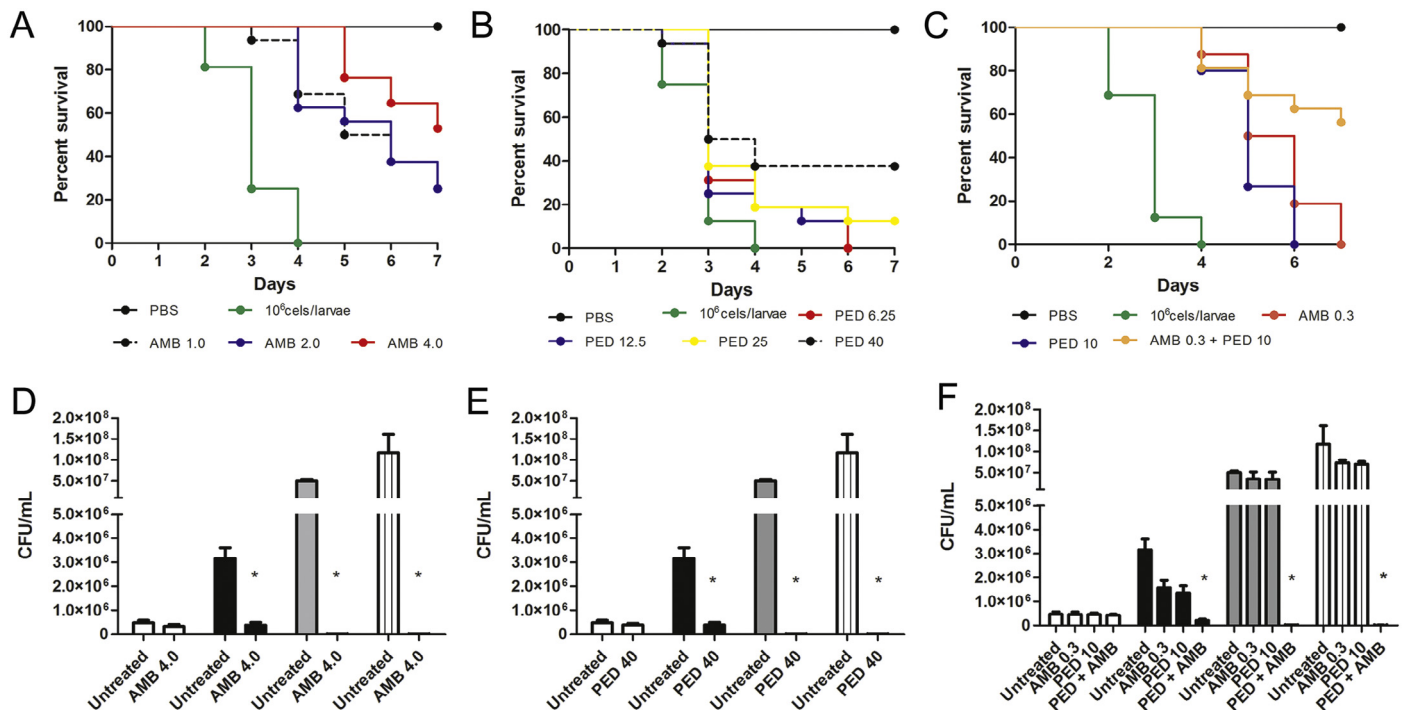 A
B
C
Percent survival
100
80
60
40
20
0
0 1 2 3 4 5 6 7
Days
PBS
10⁶cels/larvae
AMB 1.0
AMB 2.0
AMB 4.0
Percent survival
100
80
60
40
20
0
0 1 2 3 4 5 6 7
Days
PBS
10⁶cels/larvae
PED 6.25
PED 12.5
PED 25
PED 40
Percent survival
100
80
60
40
20
0
0 2 4 6
Days
PBS
10⁶cells/larvae
AMB 0.3
PED 10
AMB 0.3 + PED 10
D
E
F
CFU/mL
2.0×10⁸
1.5×10⁸
1.0×10⁸
5.0×10⁷
5.0×10⁶
4.0×10⁶
3.0×10⁶
2.0×10⁶
1.0×10⁶
0
* * *
Untreated
AMB 4.0
Untreated
AMB 4.0
Untreated
AMB 4.0
Untreated
AMB 4.0
CFU/mL
2.0×10⁸
1.5×10⁸
1.0×10⁸
5.0×10⁷
5.0×10⁶
4.0×10⁶
3.0×10⁶
2.0×10⁶
1.0×10⁶
0
* * *
Untreated
PED 40
Untreated
PED 40
Untreated
PED 40
Untreated
PED 40
CFU/mL
2.0×10⁸
1.5×10⁸
1.0×10⁸
5.0×10⁷
5.0×10⁶
4.0×10⁶
3.0×10⁶
2.0×10⁶
1.0×10⁶
0
* * *
Untreated
AMB 0.3
PED 10
PED + AMB
Untreated
AMB 0.3
PED 10
PED + AMB
Untreated
AMB 0.3
PED 10
PED + AMB
Untreated
AMB 0.3
PED 10
PED + AMB